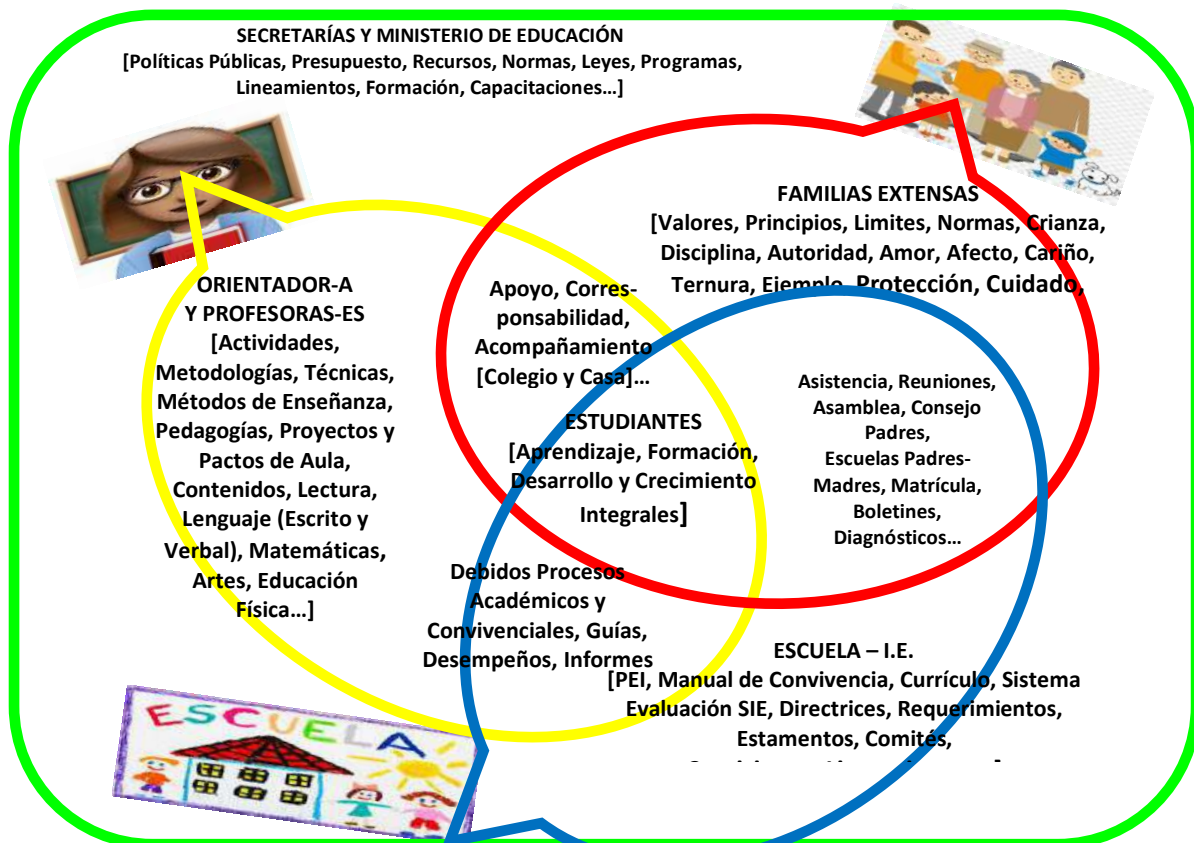 SECRETARÍAS Y MINISTERIO DE EDUCACIÓN
[Políticas Públicas, Presupuesto, Recursos, Normas, Leyes, Programas,
Lineamientos, Formación, Capacitaciones…]
FAMILIAS EXTENSAS
[Valores, Principios, Limites, Normas, Crianza,
Disciplina, Autoridad, Amor, Afecto, Cariño,
Ternura, Ejemplo, Protección, Cuidado,
ORIENTADOR-A
Y PROFESORAS-ES
[Actividades,
Metodologías, Técnicas,
Métodos de Enseñanza,
Pedagogías, Proyectos y
Pactos de Aula,
Contenidos, Lectura,
Lenguaje (Escrito y
Verbal), Matemáticas,
Artes, Educación
Física…]
Apoyo, Corres-
ponsabilidad,
Acompañamiento
[Colegio y Casa]…
ESTUDIANTES
[Aprendizaje, Formación,
Desarrollo y Crecimiento
Integrales]
Asistencia, Reuniones,
Asamblea, Consejo
Padres,
Escuelas Padres-
Madres, Matrícula,
Boletines,
Diagnósticos…
Debidos Procesos
Académicos y
Convivenciales, Guías,
Desempeños, Informes
ESCUELA – I.E.
[PEI, Manual de Convivencia, Currículo, Sistema
Evaluación SIE, Directrices, Requerimientos,
Estamentos, Comités,
ESCUELA